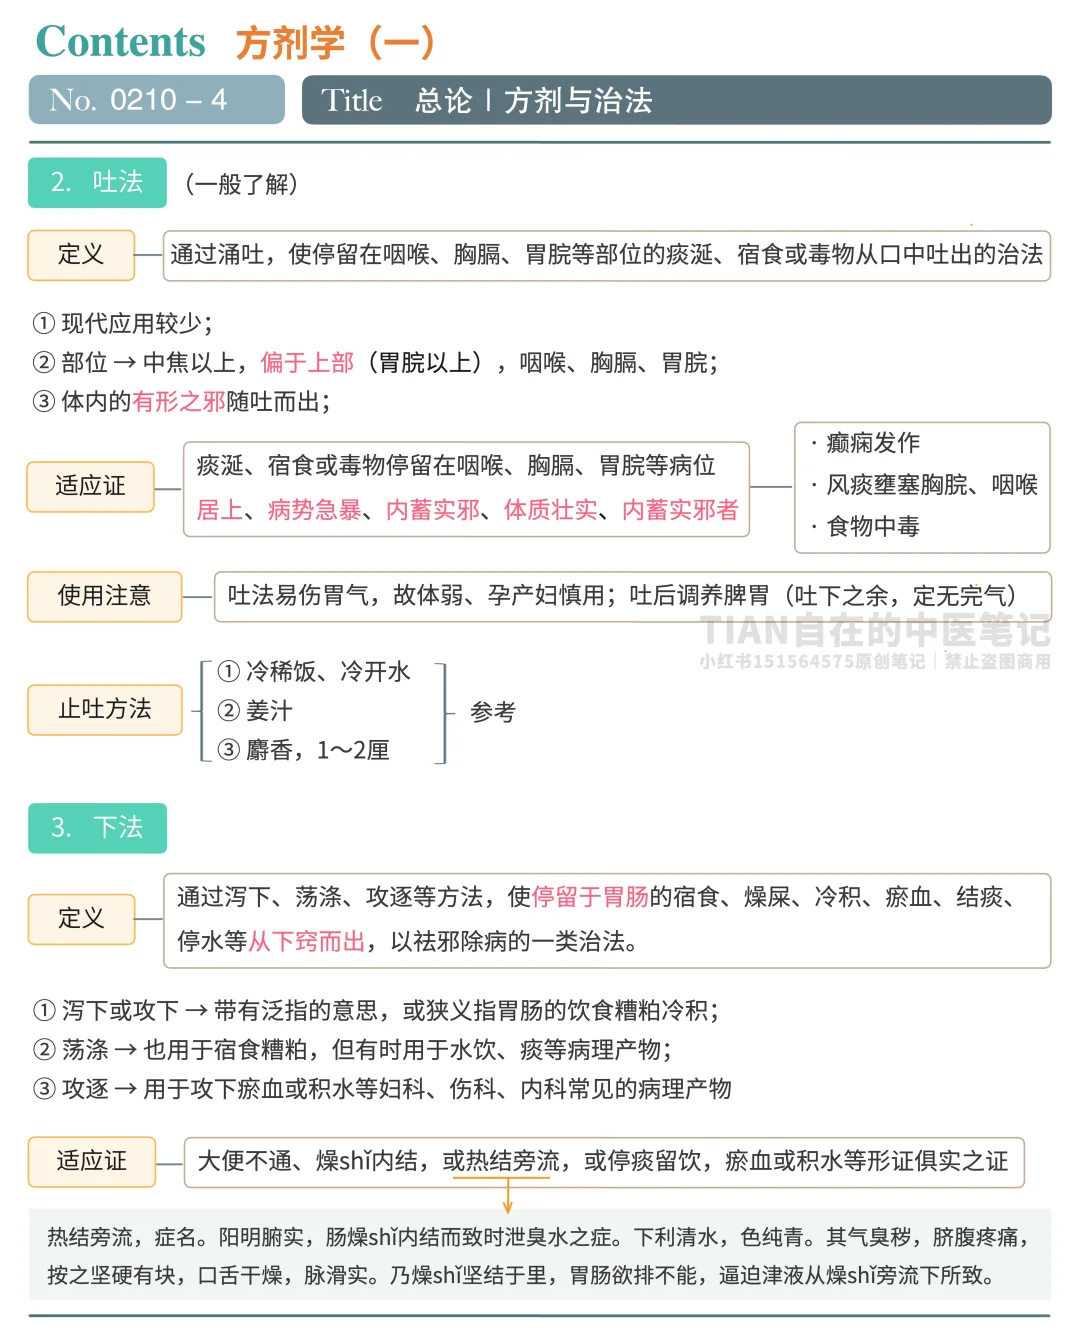 Contents 方剂学（一）
No. 0210 – 4
Title 总论 | 方剂与治法
2. 吐法 （一般了解）
定义
通过涌吐，使停留在咽喉、胸膈、胃脘等部位的痰涎、宿食或毒物从口中吐出的治法
① 现代应用较少；
② 部位 → 中焦以上，偏于上部（胃脘以上），咽喉、胸膈、胃脘；
③ 体内的有形之邪随吐而出；
适应证
痰涎、宿食或毒物停留在咽喉、胸膈、胃脘等病位
居上、病势急暴、内蓄实邪、体质壮实、内蓄实邪者
· 癫痫发作
· 风痰壅塞胸脘、咽喉
· 食物中毒
使用注意
吐法易伤胃气，故体弱、孕产妇慎用；吐后调养脾胃（吐下之余，定无完气）
TIAN自在的中医笔记
小红书151564575原创笔记｜禁止盗图商用
止吐方法
① 冷稀饭、冷开水
② 姜汁
③ 麝香，1～2厘
参考
3. 下法
定义
通过泻下、荡涤、攻逐等方法，使停留于胃肠的宿食、燥屎、冷积、瘀血、结痰、
停水等从下窍而出，以祛邪除病的一类治法。
① 泻下或攻下 → 带有泛指的意思，或狭义指胃肠的饮食糟粕冷积；
② 荡涤 → 也用于宿食糟粕，但有时用于水饮、痰等病理产物；
③ 攻逐 → 用于攻下瘀血或积水等妇科、伤科、内科常见的病理产物
适应证
大便不通、燥shǐ内结，或热结旁流，或停痰留饮，瘀血或积水等形证俱实之证
热结旁流，症名。阳明腑实，肠燥shǐ内结而致时泄臭水之症。下利清水，色纯青。其气臭秽，脐腹疼痛，
按之坚硬有块，口舌干燥，脉滑实。乃燥shǐ坚结于里，胃肠欲排不能，逼迫津液从燥shǐ旁流下所致。